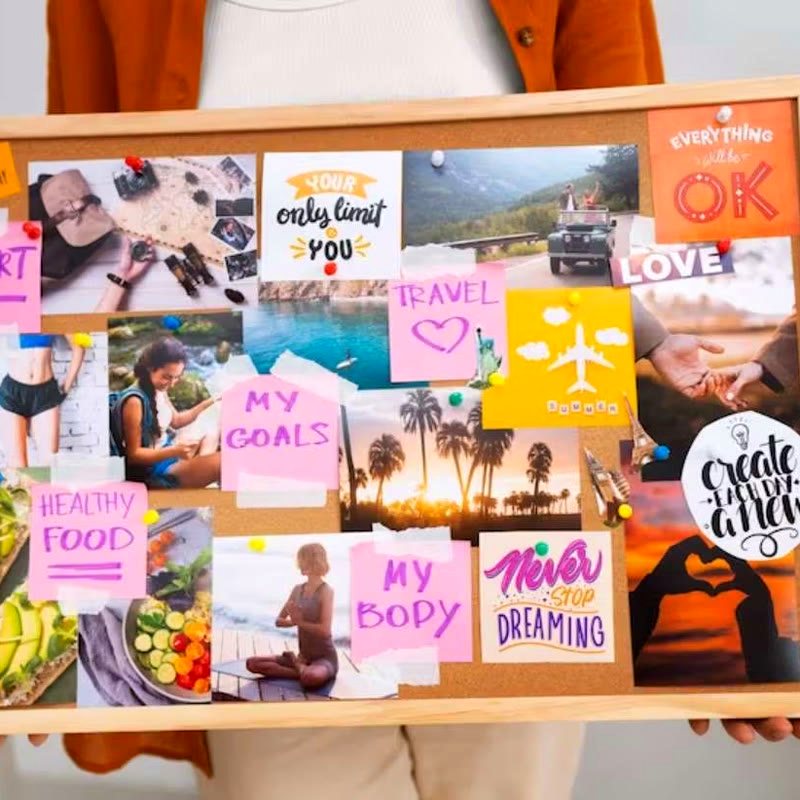 EVERYTHING
will be
OK
YOUR
only limit
is
YOU
LOVE
TRAVEL
SUMMER
MY
GOALS
create
EACH DAY
a new
HEALTHY
FOOD
MY
BODY
Never
STOP
DREAMING